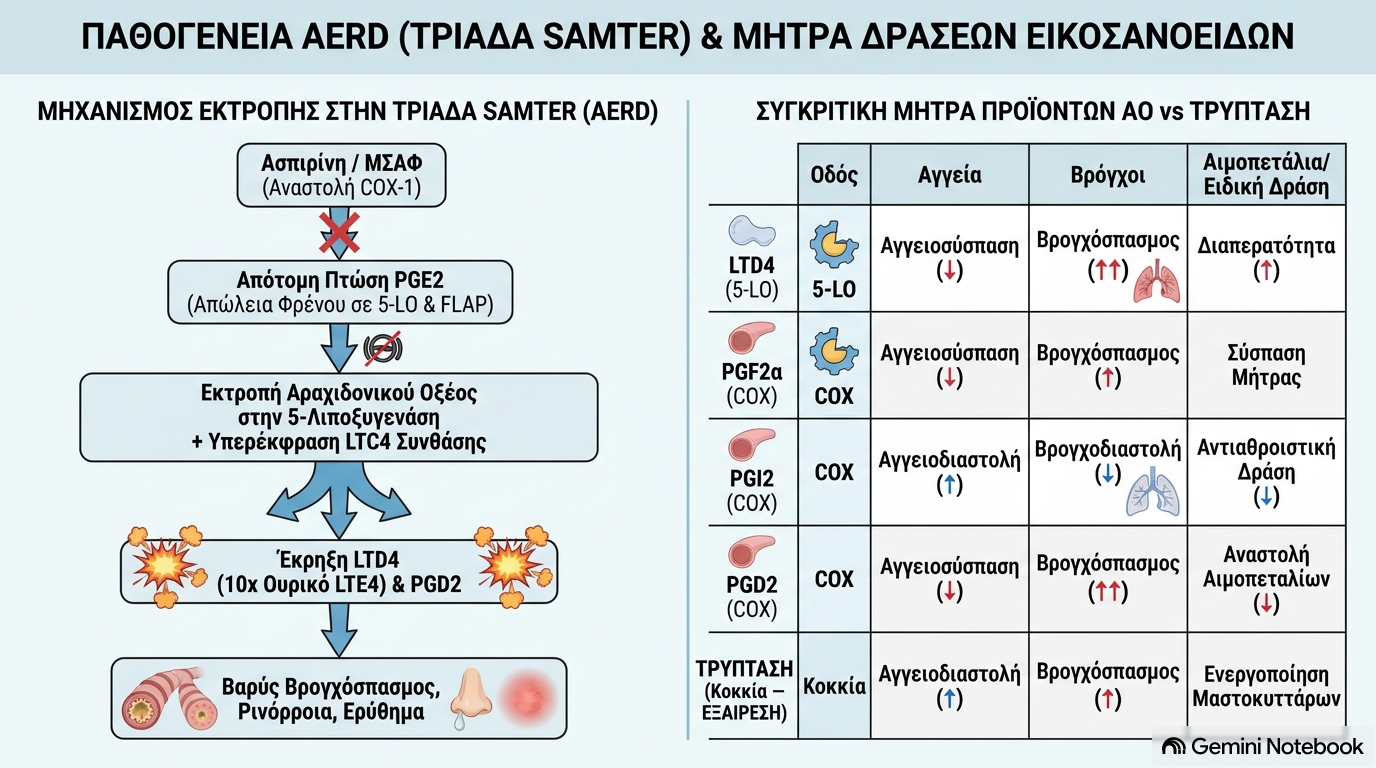 ΠΑΘΟΓΕΝΕΙΑ AERD (ΤΡΙΑΔΑ SAMTER) & ΜΗΤΡΑ ΔΡΑΣΕΩΝ ΕΙΚΟΣΑΝΟΕΙΔΩΝ
ΜΗΧΑΝΙΣΜΟΣ ΕΚΤΡΟΠΗΣ ΣΤΗΝ ΤΡΙΑΔΑ SAMTER (AERD)
Ασπιρίνη / ΜΣΑΦ
(Αναστολή COX-1)
Απότομη Πτώση PGE2
(Απώλεια Φρένου σε 5-LO & FLAP)
Εκτροπή Αραχιδονικού Οξέος
στην 5-Λιποξυγενάση
+ Υπερέκφραση LTC4 Συνθάσης
Έκρηξη LTD4
(10x Ουρικό LTE4) & PGD2
Βαρύς Βρογχόσπασμος,
Ρινόρροια, Ερύθημα
ΣΥΓΚΡΙΤΙΚΗ ΜΗΤΡΑ ΠΡΟΪΟΝΤΩΝ ΑΟ vs ΤΡΥΠΤΑΣΗ
Οδός
Αγγεία
Βρόγχοι
Αιμοπετάλια/
Ειδική Δράση
LTD4
(5-LO)
5-LO
Αγγειοσύσπαση
(↓)
Βρογχόσπασμος
(↑↑)
Διαπερατότητα
(↑)
PGF2α
(COX)
COX
Αγγειοσύσπαση
(↓)
Βρογχόσπασμος
(↑)
Σύσπαση
Μήτρας
PGI2
(COX)
COX
Αγγειοδιαστολή
(↑)
Βρογχοδιαστολή
(↓)
Αντιαθροιστική
Δράση
(↓)
PGD2
(COX)
COX
Αγγειοσύσπαση
(↓)
Βρογχόσπασμος
(↑↑)
Αναστολή
Αιμοπεταλίων
(↓)
ΤΡΥΠΤΑΣΗ
(Κοκκία –
ΕΞΑΙΡΕΣΗ)
Κοκκία
Αγγειοδιαστολή
(↑)
Βρογχόσπασμος
(↑)
Ενεργοποίηση
Μαστοκυττάρων
Gemini Notebook